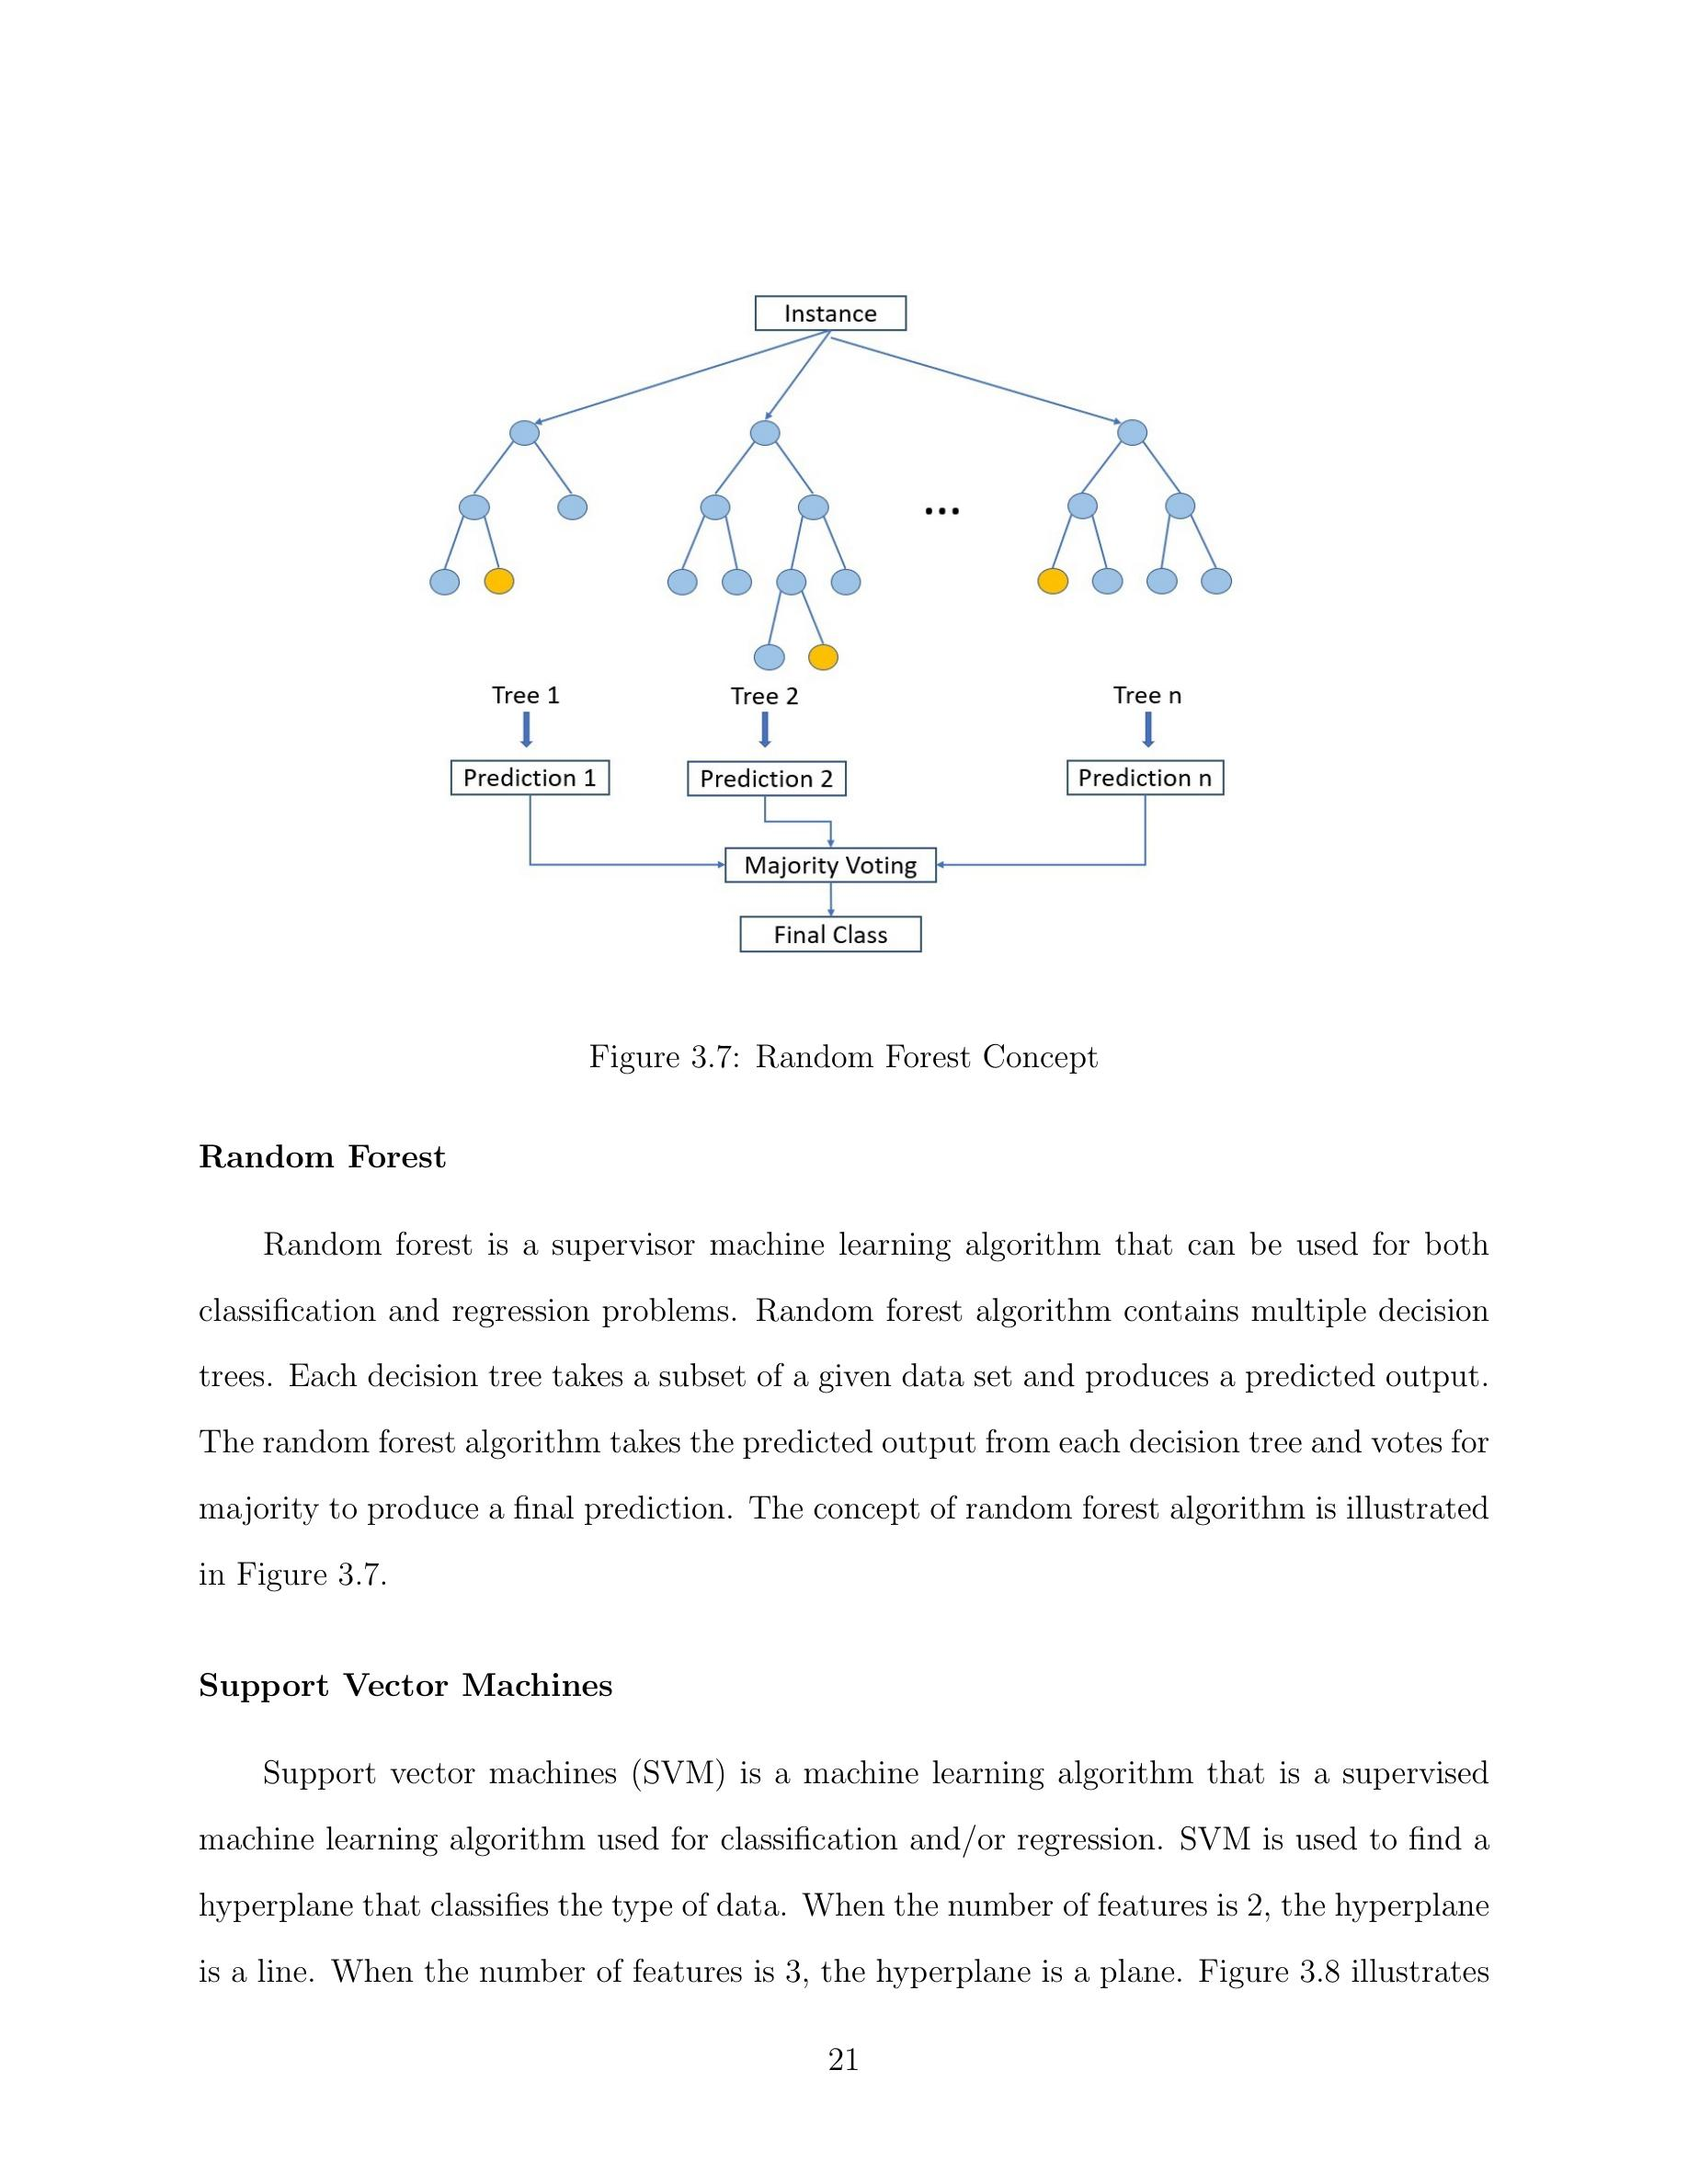 Instance
...
Tree 1
Tree 2
Tree n
Prediction 1
Prediction 2
Prediction n
Majority Voting
Final Class
Figure 3.7: Random Forest Concept
Random Forest
Random forest is a supervisor machine learning algorithm that can be used for both
classification and regression problems. Random forest algorithm contains multiple decision
trees. Each decision tree takes a subset of a given data set and produces a predicted output.
The random forest algorithm takes the predicted output from each decision tree and votes for
majority to produce a final prediction. The concept of random forest algorithm is illustrated
in Figure 3.7.
Support Vector Machines
Support vector machines (SVM) is a machine learning algorithm that is a supervised
machine learning algorithm used for classification and/or regression. SVM is used to find a
hyperplane that classifies the type of data. When the number of features is 2, the hyperplane
is a line. When the number of features is 3, the hyperplane is a plane. Figure 3.8 illustrates
21